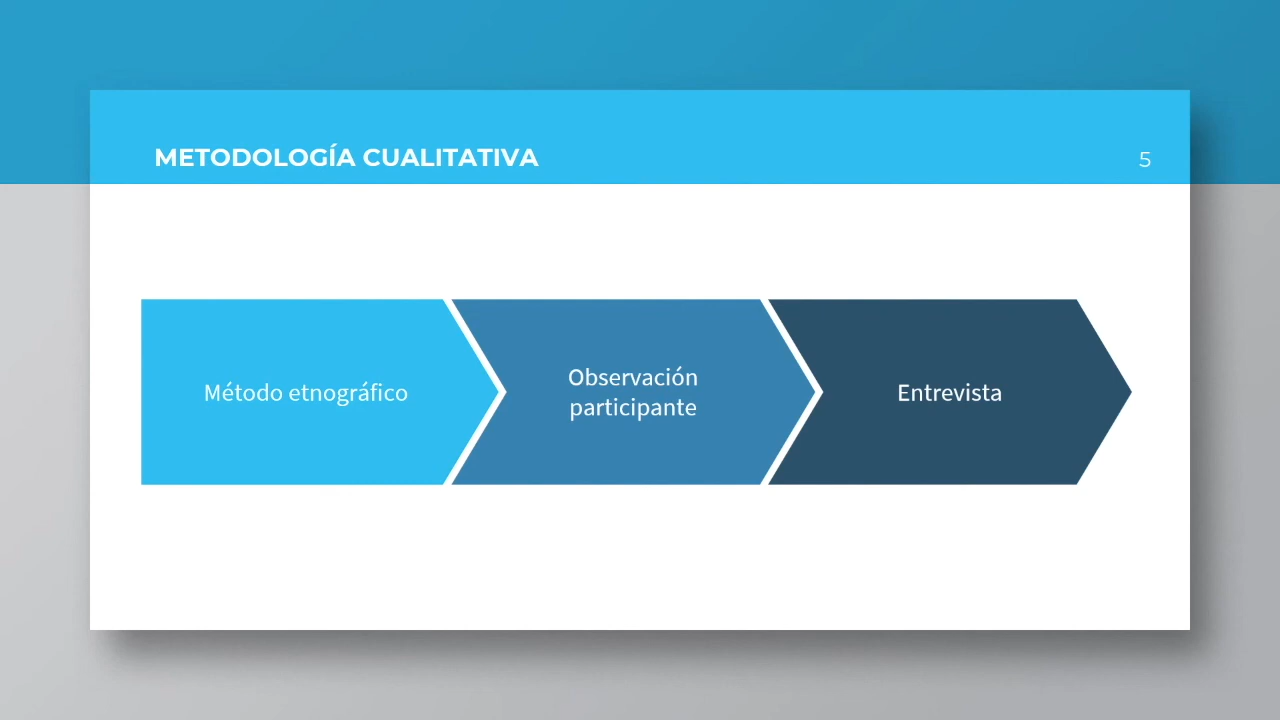 METODOLOGÍA CUALITATIVA
5
Método etnográfico
Observación
participante
Entrevista